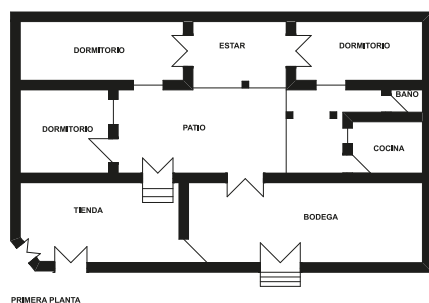 DORMITORIO
ESTAR
DORMITORIO
BAÑO
DORMITORIO
PATIO
COCINA
TIENDA
BODEGA
PRIMERA PLANTA